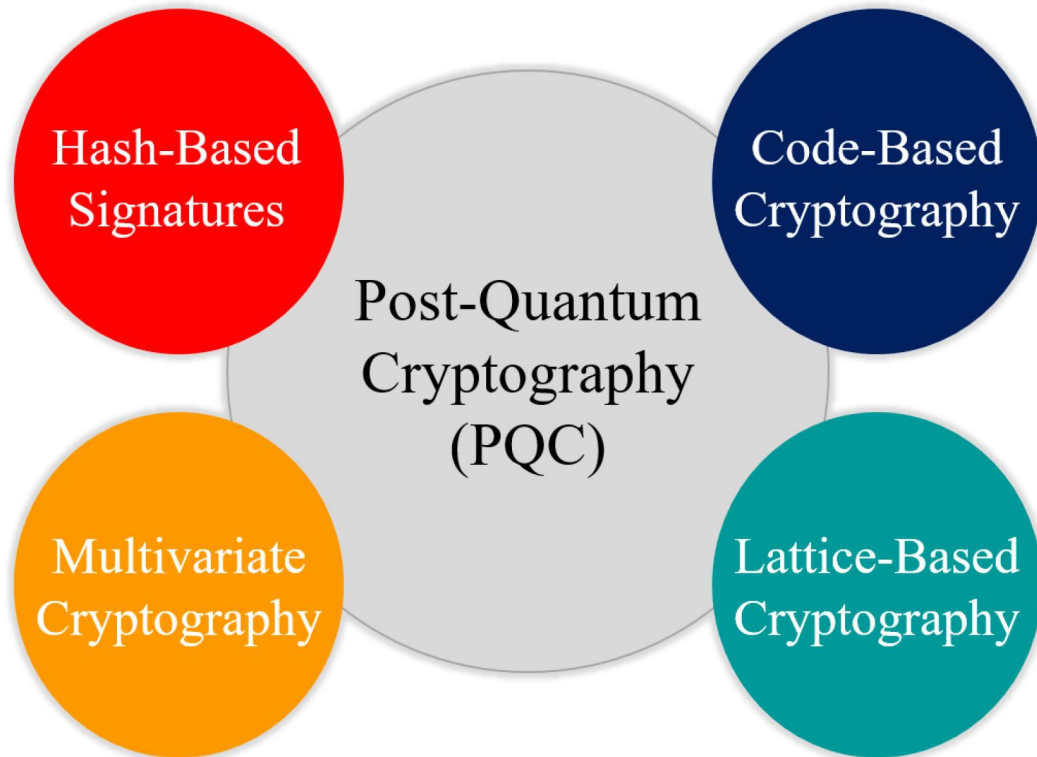 Hash-Based
Signatures
Code-Based
Cryptography
Post-Quantum
Cryptography
(PQC)
Multivariate
Cryptography
Lattice-Based
Cryptography